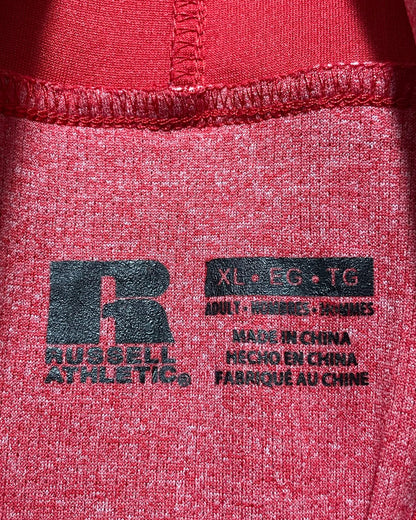 R
RUSSELL
ATHLETIC®
XL • EG • TG
ADULT • HOMBRES • HOMMES
MADE IN CHINA
HECHO EN CHINA
FABRIQUÉ AU CHINE